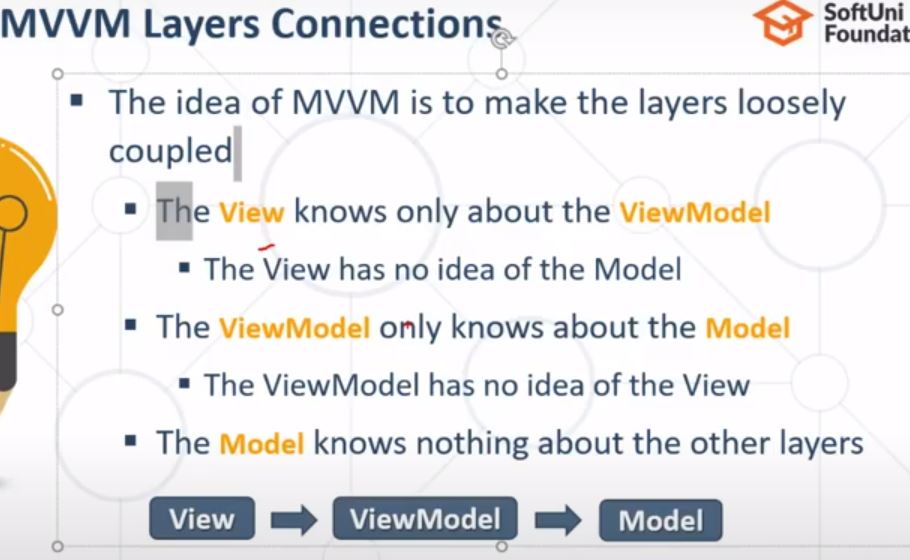 MVVM Layers Connections
SoftUni
Foundat
The idea of MVVM is to make the layers loosely
coupled
The View knows only about the ViewModel
The View has no idea of the Model
The ViewModel only knows about the Model
The ViewModel has no idea of the View
The Model knows nothing about the other layers
View ViewModel Model